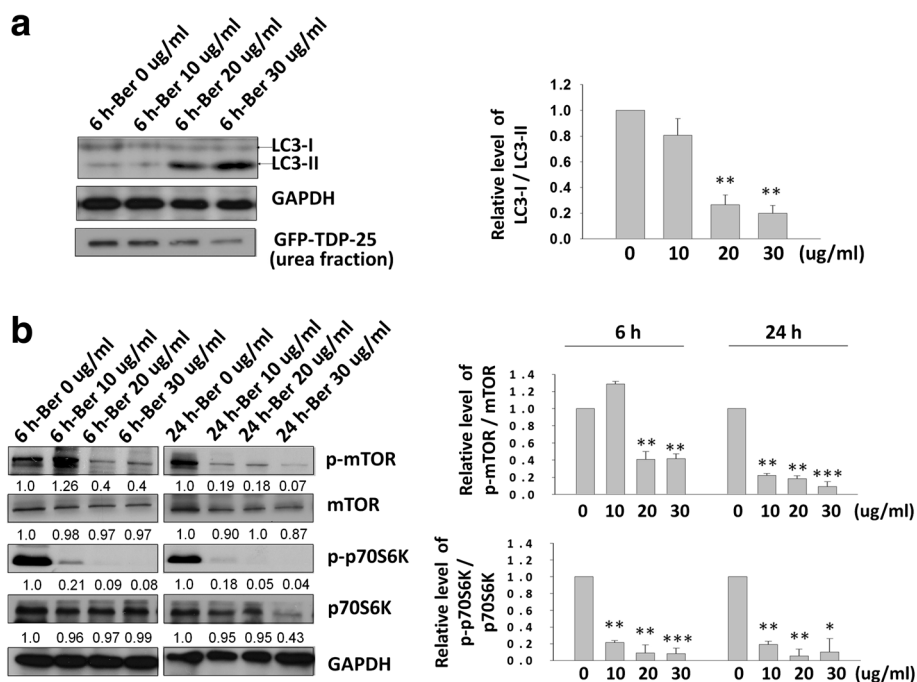 a
6 h-Ber 0 ug/ml
6 h-Ber 10 ug/ml
6 h-Ber 20 ug/ml
6 h-Ber 30 ug/ml
LC3-I
LC3-II
GAPDH
GFP-TDP-25
(urea fraction)
Relative level of
LC3-I / LC3-II
1.2
1.0
0.8
0.6
0.4
0.2
0.0
** **
0 10 20 30 (ug/ml)
b
6 h-Ber 0 ug/ml
6 h-Ber 10 ug/ml
6 h-Ber 20 ug/ml
6 h-Ber 30 ug/ml
24 h-Ber 0 ug/ml
24 h-Ber 10 ug/ml
24 h-Ber 20 ug/ml
24 h-Ber 30 ug/ml
p-mTOR
1.0 1.26 0.4 0.4 1.0 0.19 0.18 0.07
mTOR
1.0 0.98 0.97 0.97 1.0 0.90 1.0 0.87
p-p70S6K
1.0 0.21 0.09 0.08 1.0 0.18 0.05 0.04
p70S6K
1.0 0.96 0.97 0.99 1.0 0.95 0.95 0.43
GAPDH
6 h 24 h
Relative level of
p-mTOR / mTOR
1.4
1.2
1.0
0.8
0.6
0.4
0.2
0.0
** ** ** ** ***
0 10 20 30 0 10 20 30 (ug/ml)
Relative level of
p-p70S6K /
p70S6K
1.4
1.2
1.0
0.8
0.6
0.4
0.2
0.0
** ** *** ** ** *
0 10 20 30 0 10 20 30 (ug/ml)